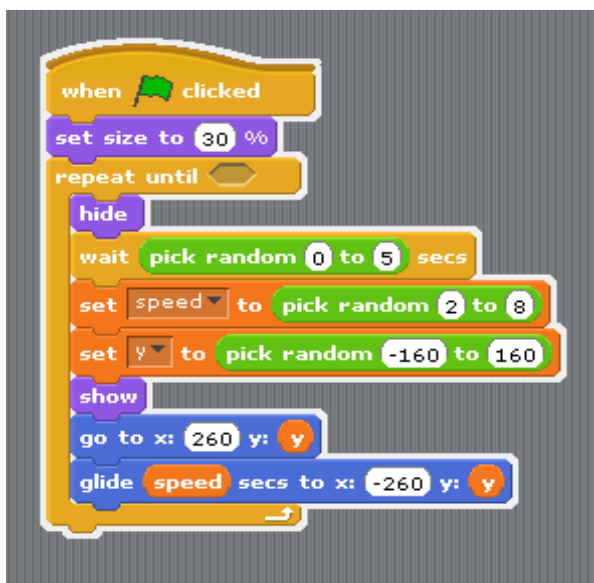 when clicked
set size to 30 %
repeat until
hide
wait pick random 0 to 5 secs
set speed to pick random 2 to 8
set y to pick random -160 to 160
show
go to x: 260 y: y
glide speed secs to x: -260 y: y